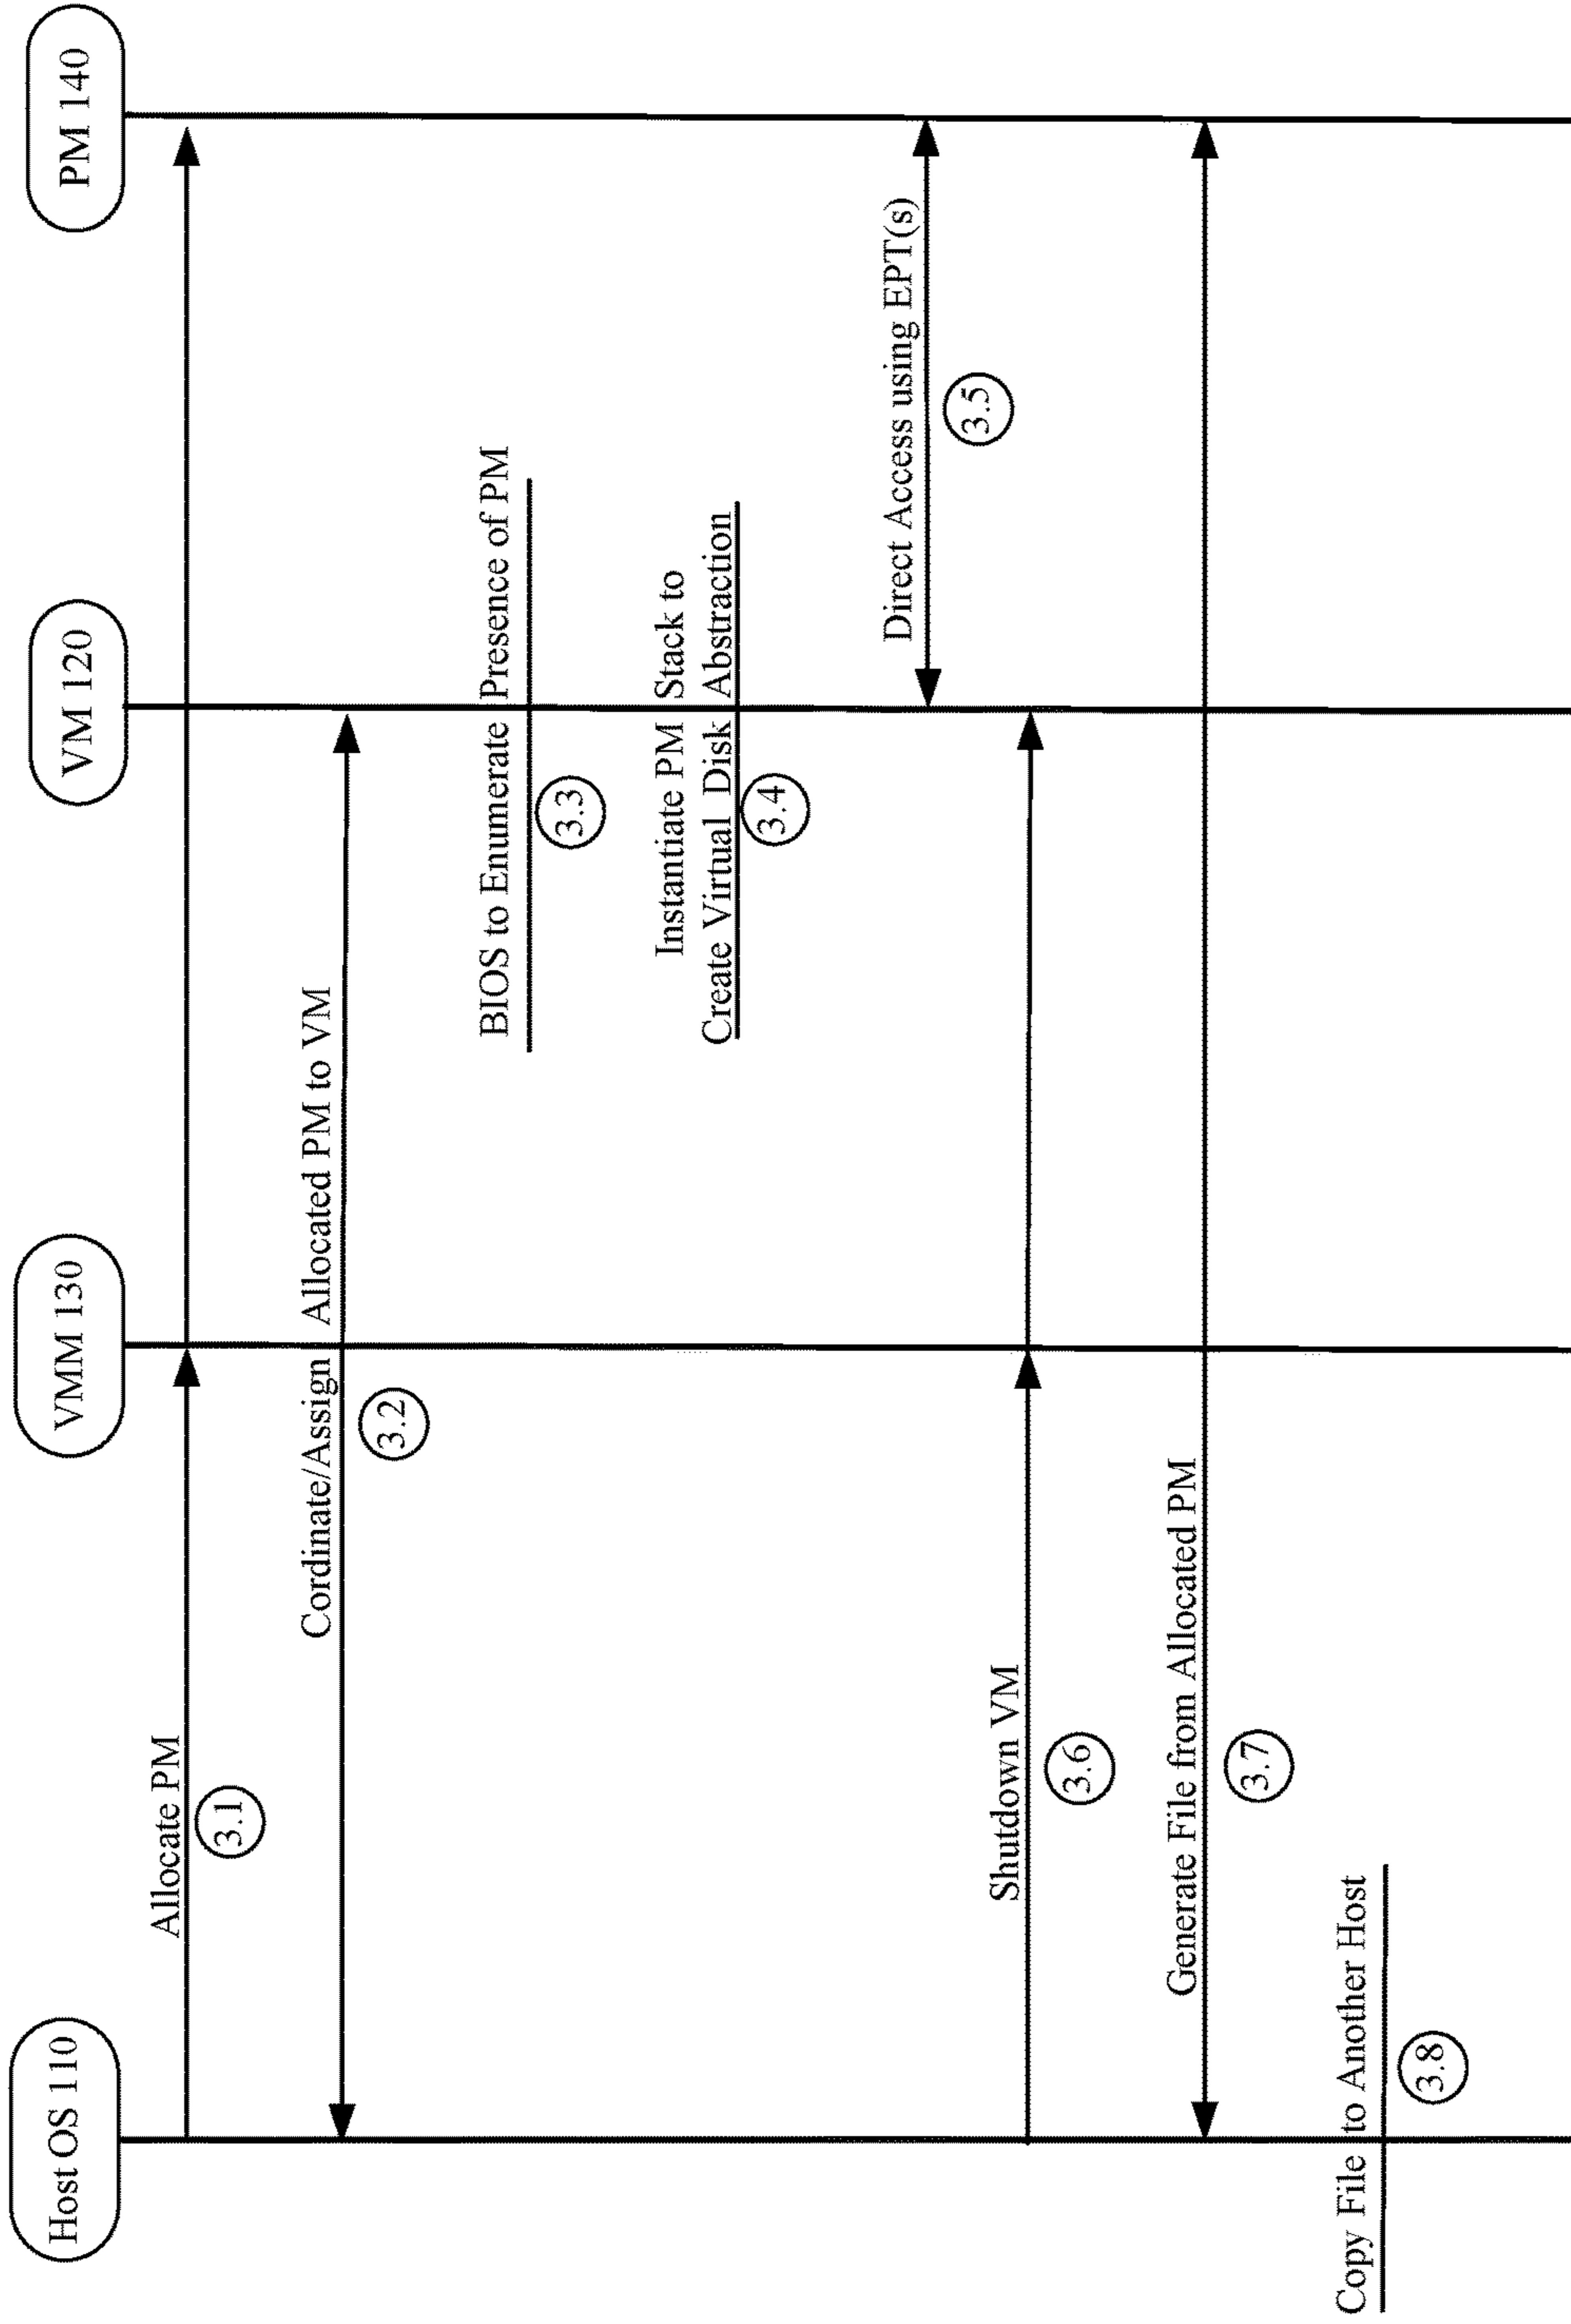 Host OS 110
VMM 130
VM 120
PM 140
Allocate PM
3.1
Cordinate/Assign Allocated PM to VM
3.2
BIOS to Enumerate Presence of PM
3.3
Instantiate PM Stack to
Create Virtual Disk Abstraction
3.4
Direct Access using EPT(s)
3.5
Shutdown VM
3.6
Generate File from Allocated PM
3.7
Copy File to Another Host
3.8